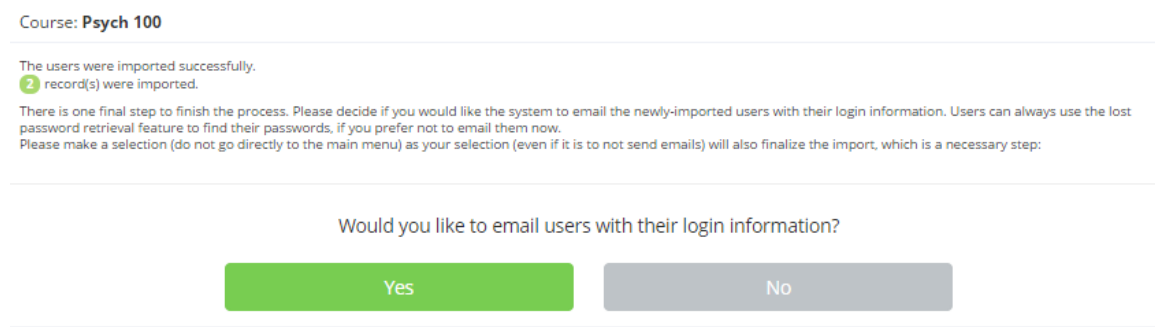 Course: Psych 100
The users were imported successfully.
2 record(s) were imported.
There is one final step to finish the process. Please decide if you would like the system to email the newly-imported users with their login information. Users can always use the lost
password retrieval feature to find their passwords, if you prefer not to email them now.
Please make a selection (do not go directly to the main menu) as your selection (even if it is to not send emails) will also finalize the import, which is a necessary step:
Would you like to email users with their login information?
Yes No